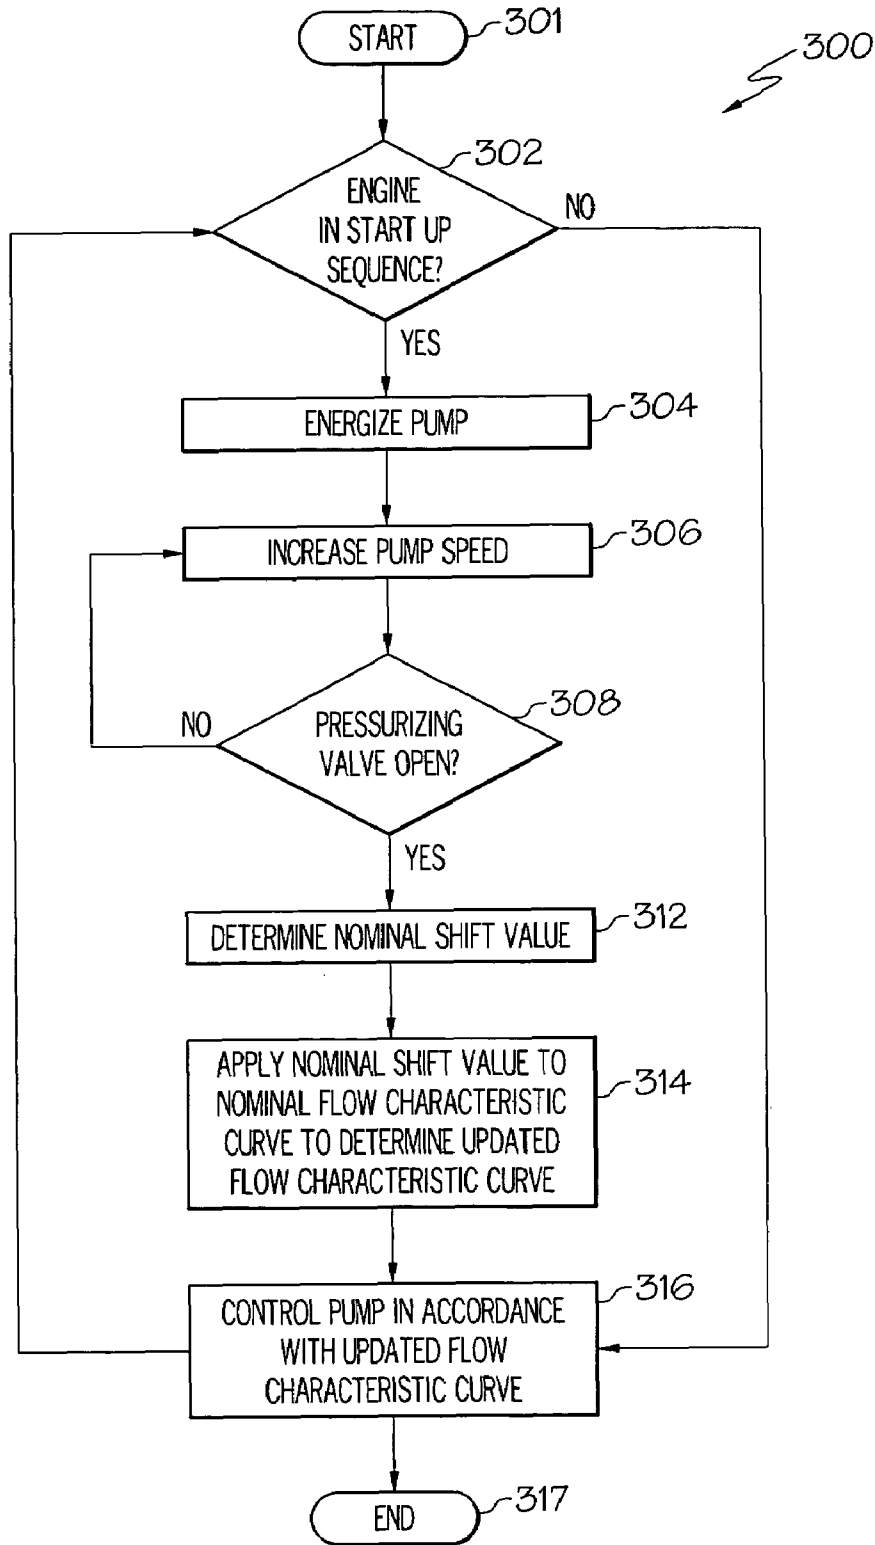 START
301
300
302
ENGINE
IN START UP
SEQUENCE?
NO
YES
ENERGIZE PUMP
304
INCREASE PUMP SPEED
306
308
PRESSURIZING
VALVE OPEN?
NO
YES
DETERMINE NOMINAL SHIFT VALUE
312
APPLY NOMINAL SHIFT VALUE TO
NOMINAL FLOW CHARACTERISTIC
CURVE TO DETERMINE UPDATED
FLOW CHARACTERISTIC CURVE
314
CONTROL PUMP IN ACCORDANCE
WITH UPDATED FLOW
CHARACTERISTIC CURVE
316
END
317